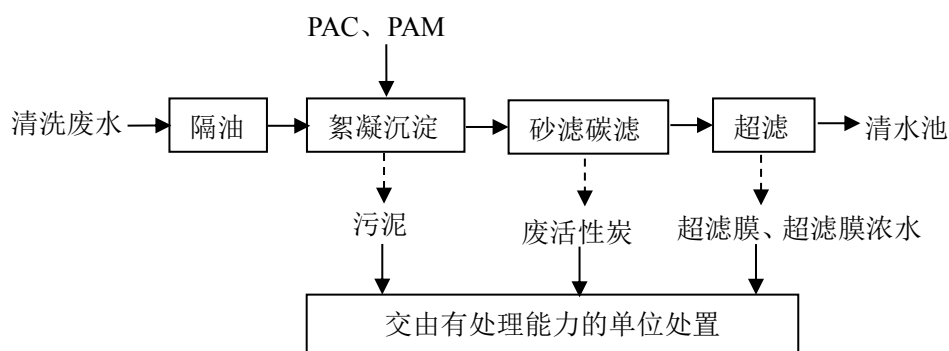 PAC、PAM
清洗废水
隔油
絮凝沉淀
砂滤碳滤
超滤
清水池
污泥
废活性炭
超滤膜、超滤膜浓水
交由有处理能力的单位处置